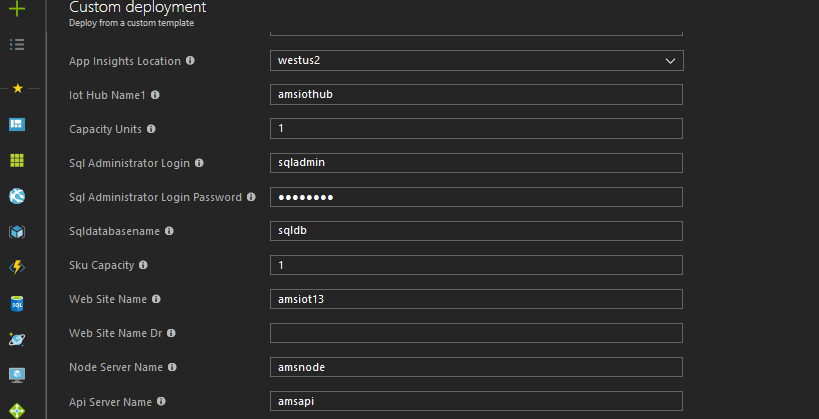 Custom deployment
Deploy from a custom template
App Insights Location westus2
Iot Hub Name1 amsiothub
Capacity Units 1
Sql Administrator Login sqladmin
Sql Administrator Login Password ••••••••
Sqldatabasename sqldb
Sku Capacity 1
Web Site Name amsiot13
Web Site Name Dr
Node Server Name amsnode
Api Server Name amsapi
SQL